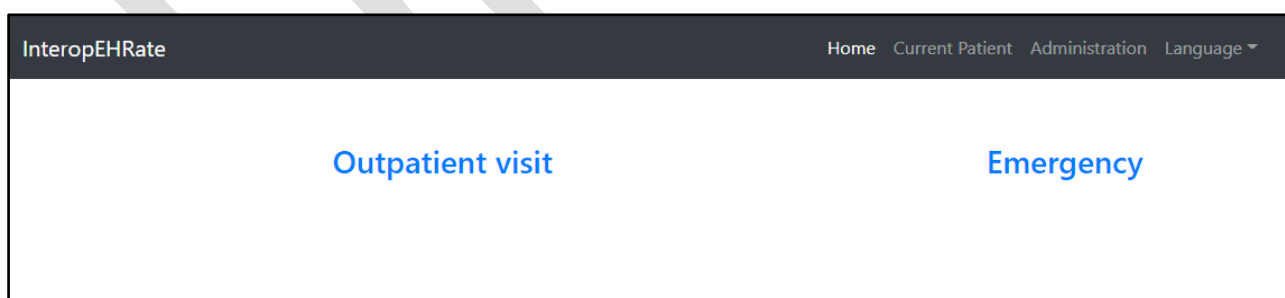 InteropEHRate Home Current Patient Administration Language
Outpatient visit Emergency